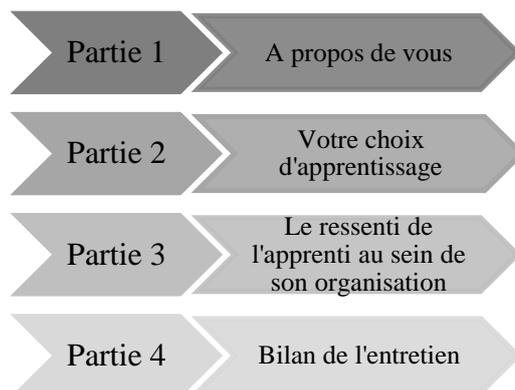 Partie 1
A propos de vous
Partie 2
Votre choix
d'apprentissage
Partie 3
Le ressenti de
l'apprenti au sein de
son organisation
Partie 4
Bilan de l'entretien